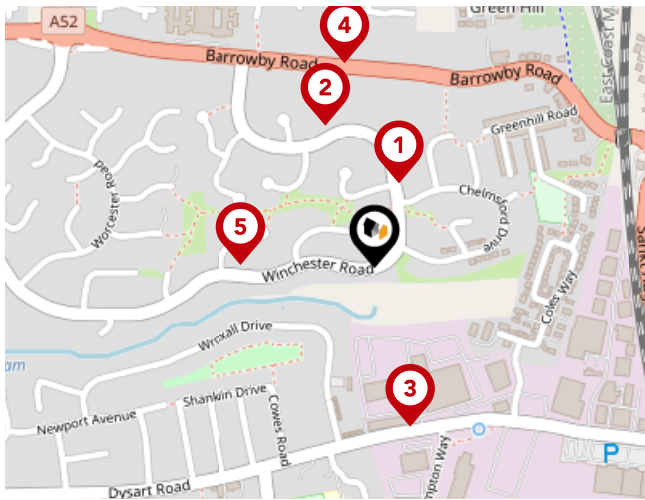 Green Hill
4
A52
Barrowby Road
Barrowby Road
East Coast M
2
Greenhill Road
1
Worcester Road
Chelmsford Drive
5
Winchester Road
Coles Way
Wroxall Drive
3
Shanklin Drive
Newport Avenue
Cowes Road
mpton Way
P
Dysart Road